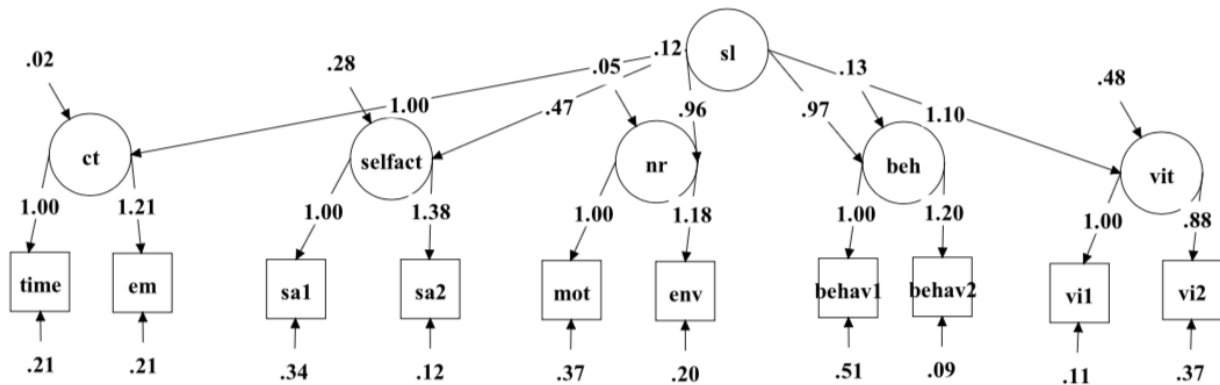 sl
.12
.02
.28
.05
.13
.48
1.00
.47
.96
.97
1.10
ct
selfact
nr
beh
vit
1.00
1.21
1.00
1.38
1.00
1.18
1.00
1.20
1.00
.88
time
em
sa1
sa2
mot
env
behav1
behav2
vi1
vi2
.21
.21
.34
.12
.37
.20
.51
.09
.11
.37